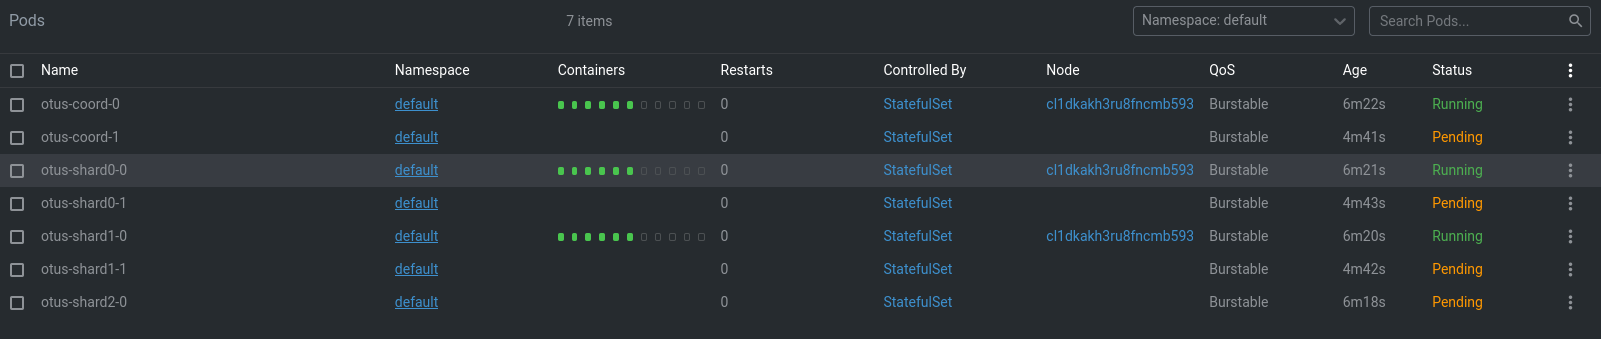 Pods 7 items Namespace: default Search Pods...
Name Namespace Containers Restarts Controlled By Node QoS Age Status
otus-coord-0 default 0 StatefulSet cl1dkakh3ru8fncmb593 Burstable 6m22s Running
otus-coord-1 default 0 StatefulSet Burstable 4m41s Pending
otus-shard0-0 default 0 StatefulSet cl1dkakh3ru8fncmb593 Burstable 6m21s Running
otus-shard0-1 default 0 StatefulSet Burstable 4m43s Pending
otus-shard1-0 default 0 StatefulSet cl1dkakh3ru8fncmb593 Burstable 6m20s Running
otus-shard1-1 default 0 StatefulSet Burstable 4m42s Pending
otus-shard2-0 default 0 StatefulSet Burstable 6m18s Pending